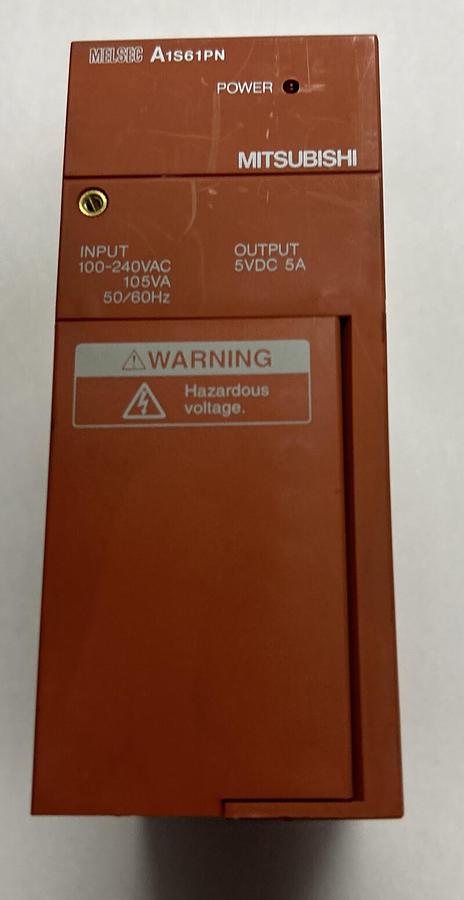 MELSEC A1S61PN
POWER
MITSUBISHI
INPUT
100-240VAC
105VA
50/60Hz
OUTPUT
5VDC 5A
WARNING
Hazardous
voltage.